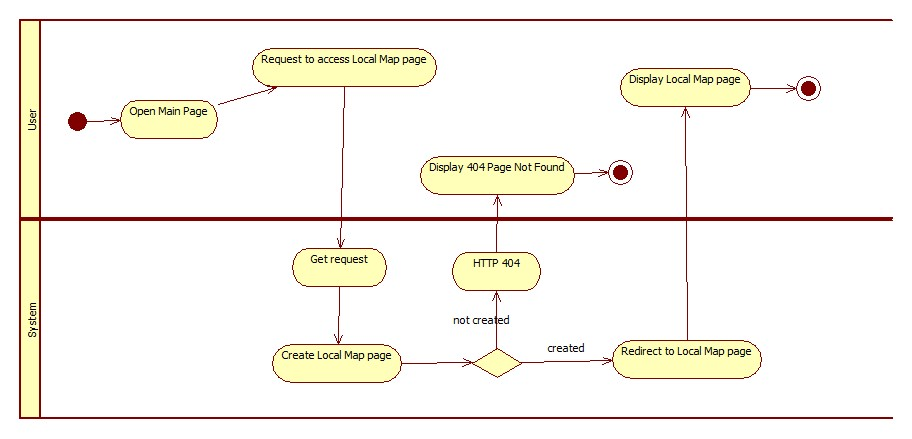 User
Open Main Page
Request to access Local Map page
Display Local Map page
Display 404 Page Not Found
System
Get request
HTTP 404
not created
Create Local Map page
created
Redirect to Local Map page